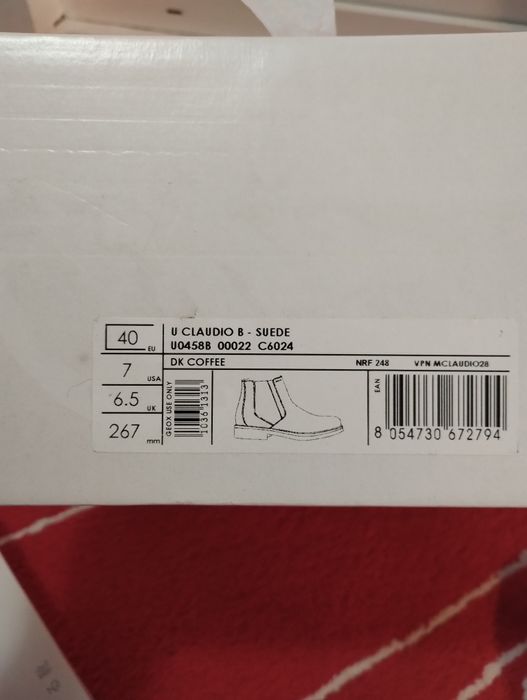 40 EU
U CLAUDIO B - SUEDE
U0458B 00022 C6024
7 USA
DK COFFEE
NRF 248
VPN MCLAUDIO28
6.5 UK
267 mm
GEOX USE ONLY
EAN
8 054730 672794